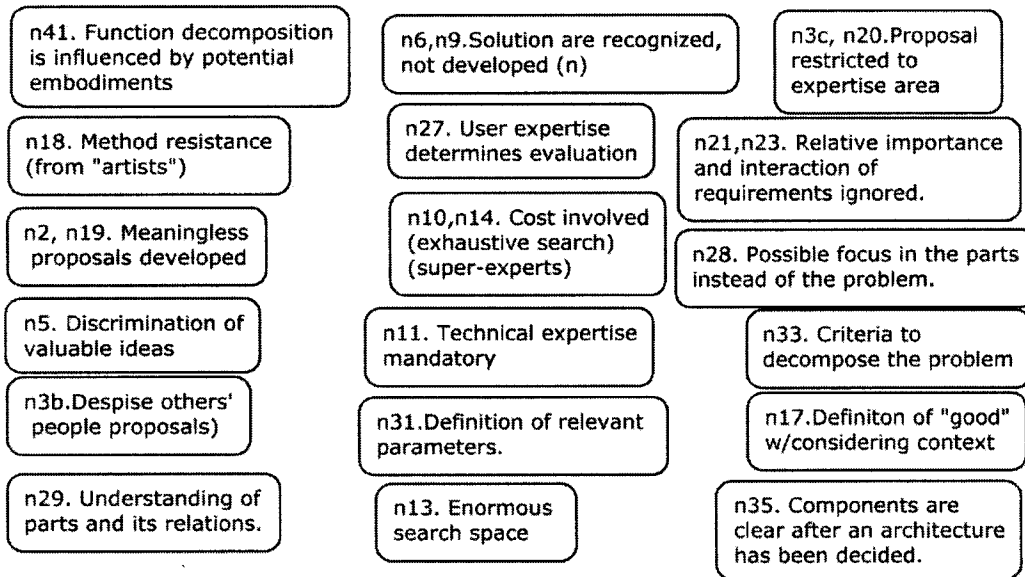 n41. Function decomposition
is influenced by potential
embodiments
n18. Method resistance
(from "artists")
n2, n19. Meaningless
proposals developed
n5. Discrimination of
valuable ideas
n3b.Despise others'
people proposals)
n29. Understanding of
parts and its relations.
n6,n9.Solution are recognized,
not developed (n)
n27. User expertise
determines evaluation
n10,n14. Cost involved
(exhaustive search)
(super-experts)
n11. Technical expertise
mandatory
n31.Definition of relevant
parameters.
n13. Enormous
search space
n3c, n20.Proposal
restricted to
expertise area
n21,n23. Relative importance
and interaction of
requirements ignored.
n28. Possible focus in the parts
instead of the problem.
n33. Criteria to
decompose the problem
n17.Definiton of "good"
w/considering context
n35. Components are
clear after an architecture
has been decided.